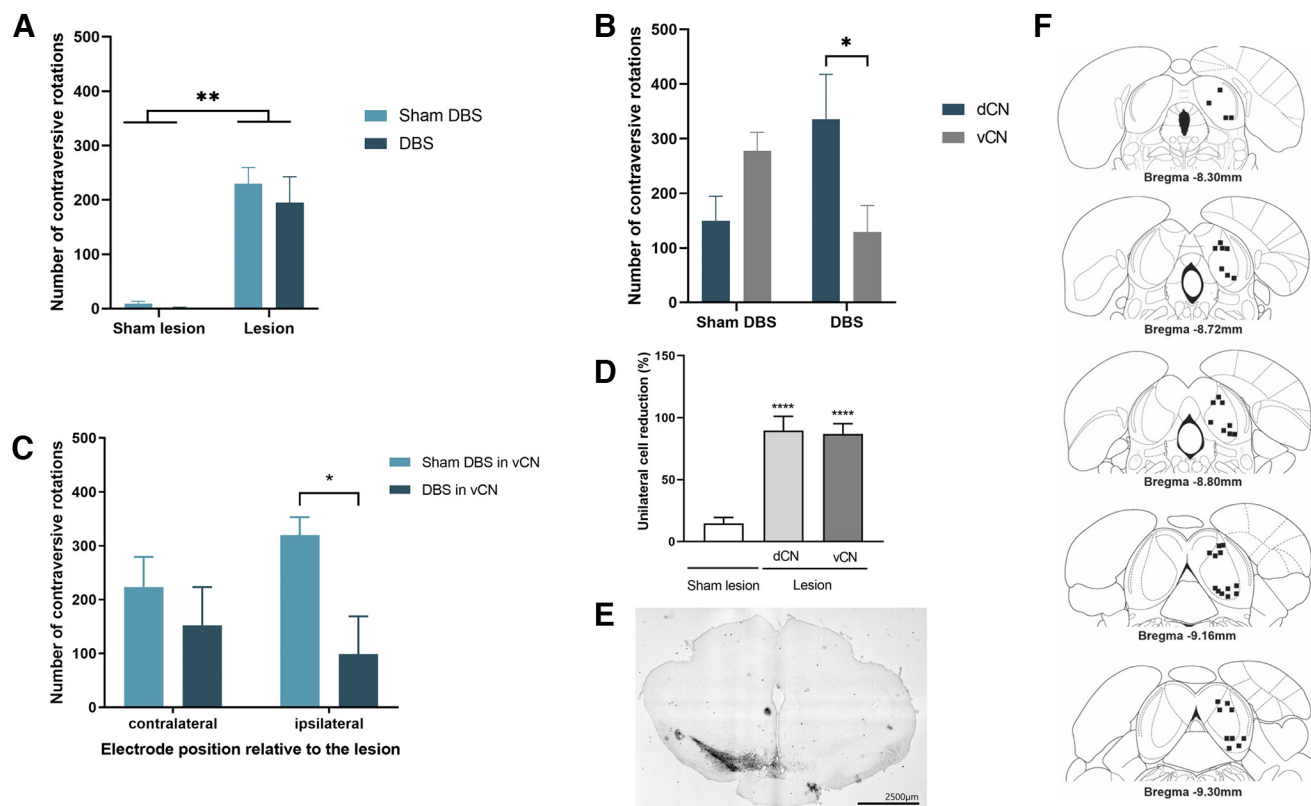 A
Number of contraversive rotations
500
400
300
200
100
0
**
Sham lesion
Lesion
Sham DBS
DBS
B
Number of contraversive rotations
500
400
300
200
100
0
*
Sham DBS
DBS
dCN
vCN
C
Number of contraversive rotations
500
400
300
200
100
0
*
contralateral
ipsilateral
Electrode position relative to the lesion
Sham DBS in vCN
DBS in vCN
D
Unilateral cell reduction (%)
150
100
50
0
****
****
dCN
vCN
Sham lesion
Lesion
E
2500µm
F
Bregma -8.30mm
Bregma -8.72mm
Bregma -8.80mm
Bregma -9.16mm
Bregma -9.30mm